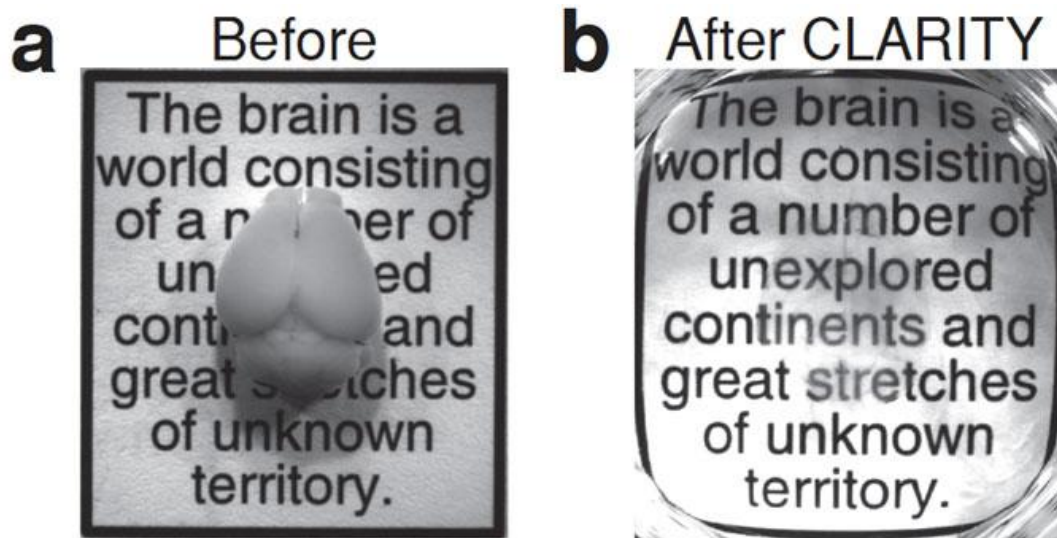 a Before
The brain is a
world consisting
of a of
and
great
of unknown
territory.
b After CLARITY
The brain is a
world consisting
of a number of
unexplored
continents and
great stretches
of unknown
territory.